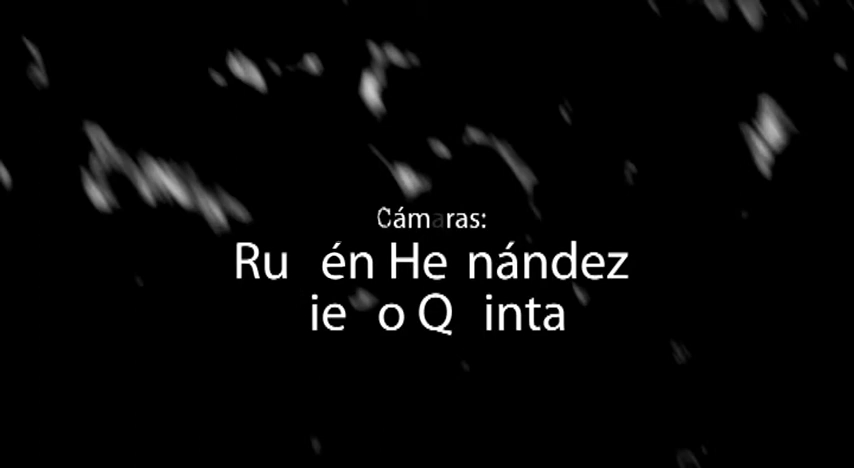 Cámaras:
Ru én He nández
ie o Q inta